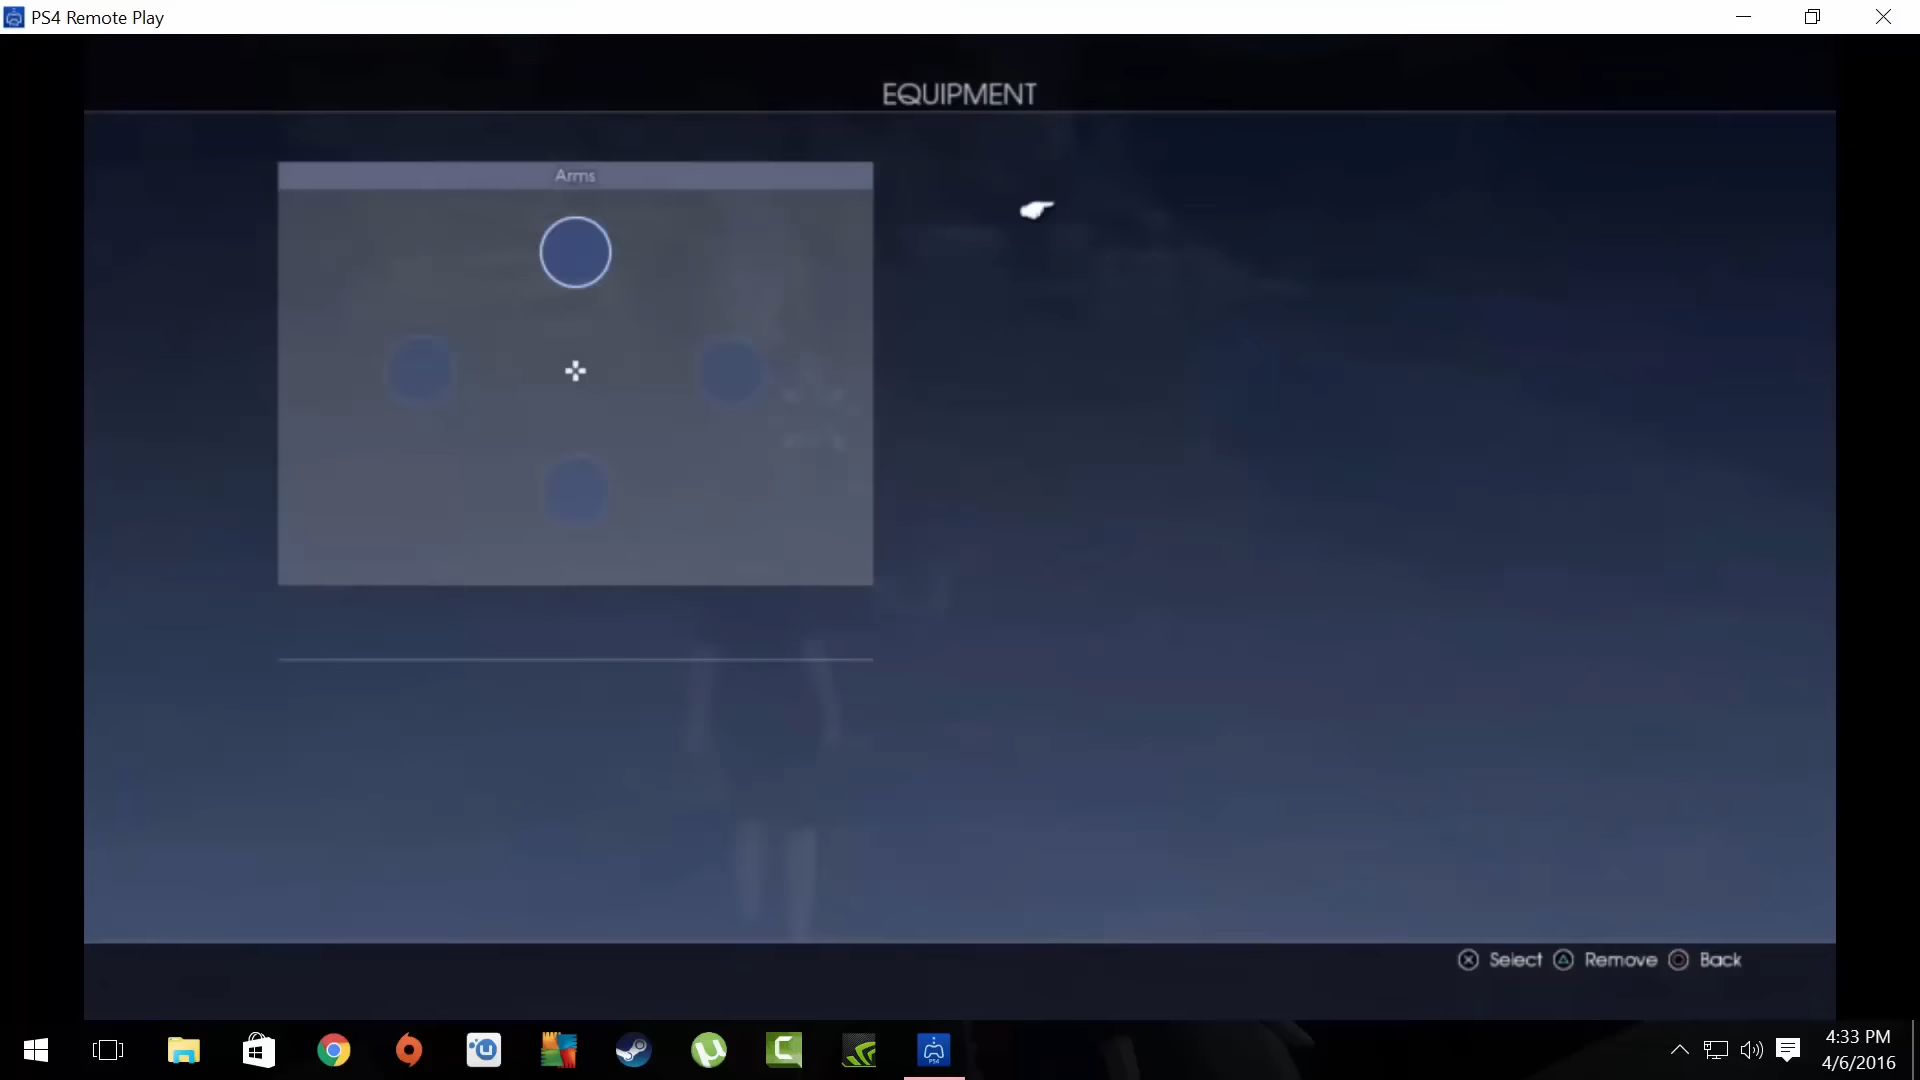 PS4 Remote Play
EQUIPMENT
Arms
Select Remove Back
4:33 PM
4/6/2016